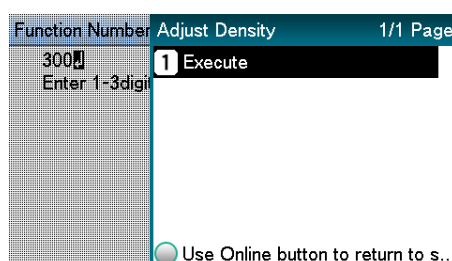 Function Number
300
Enter 1-3digi
Adjust Density 1/1 Page
1 Execute
Use Online button to return to s..